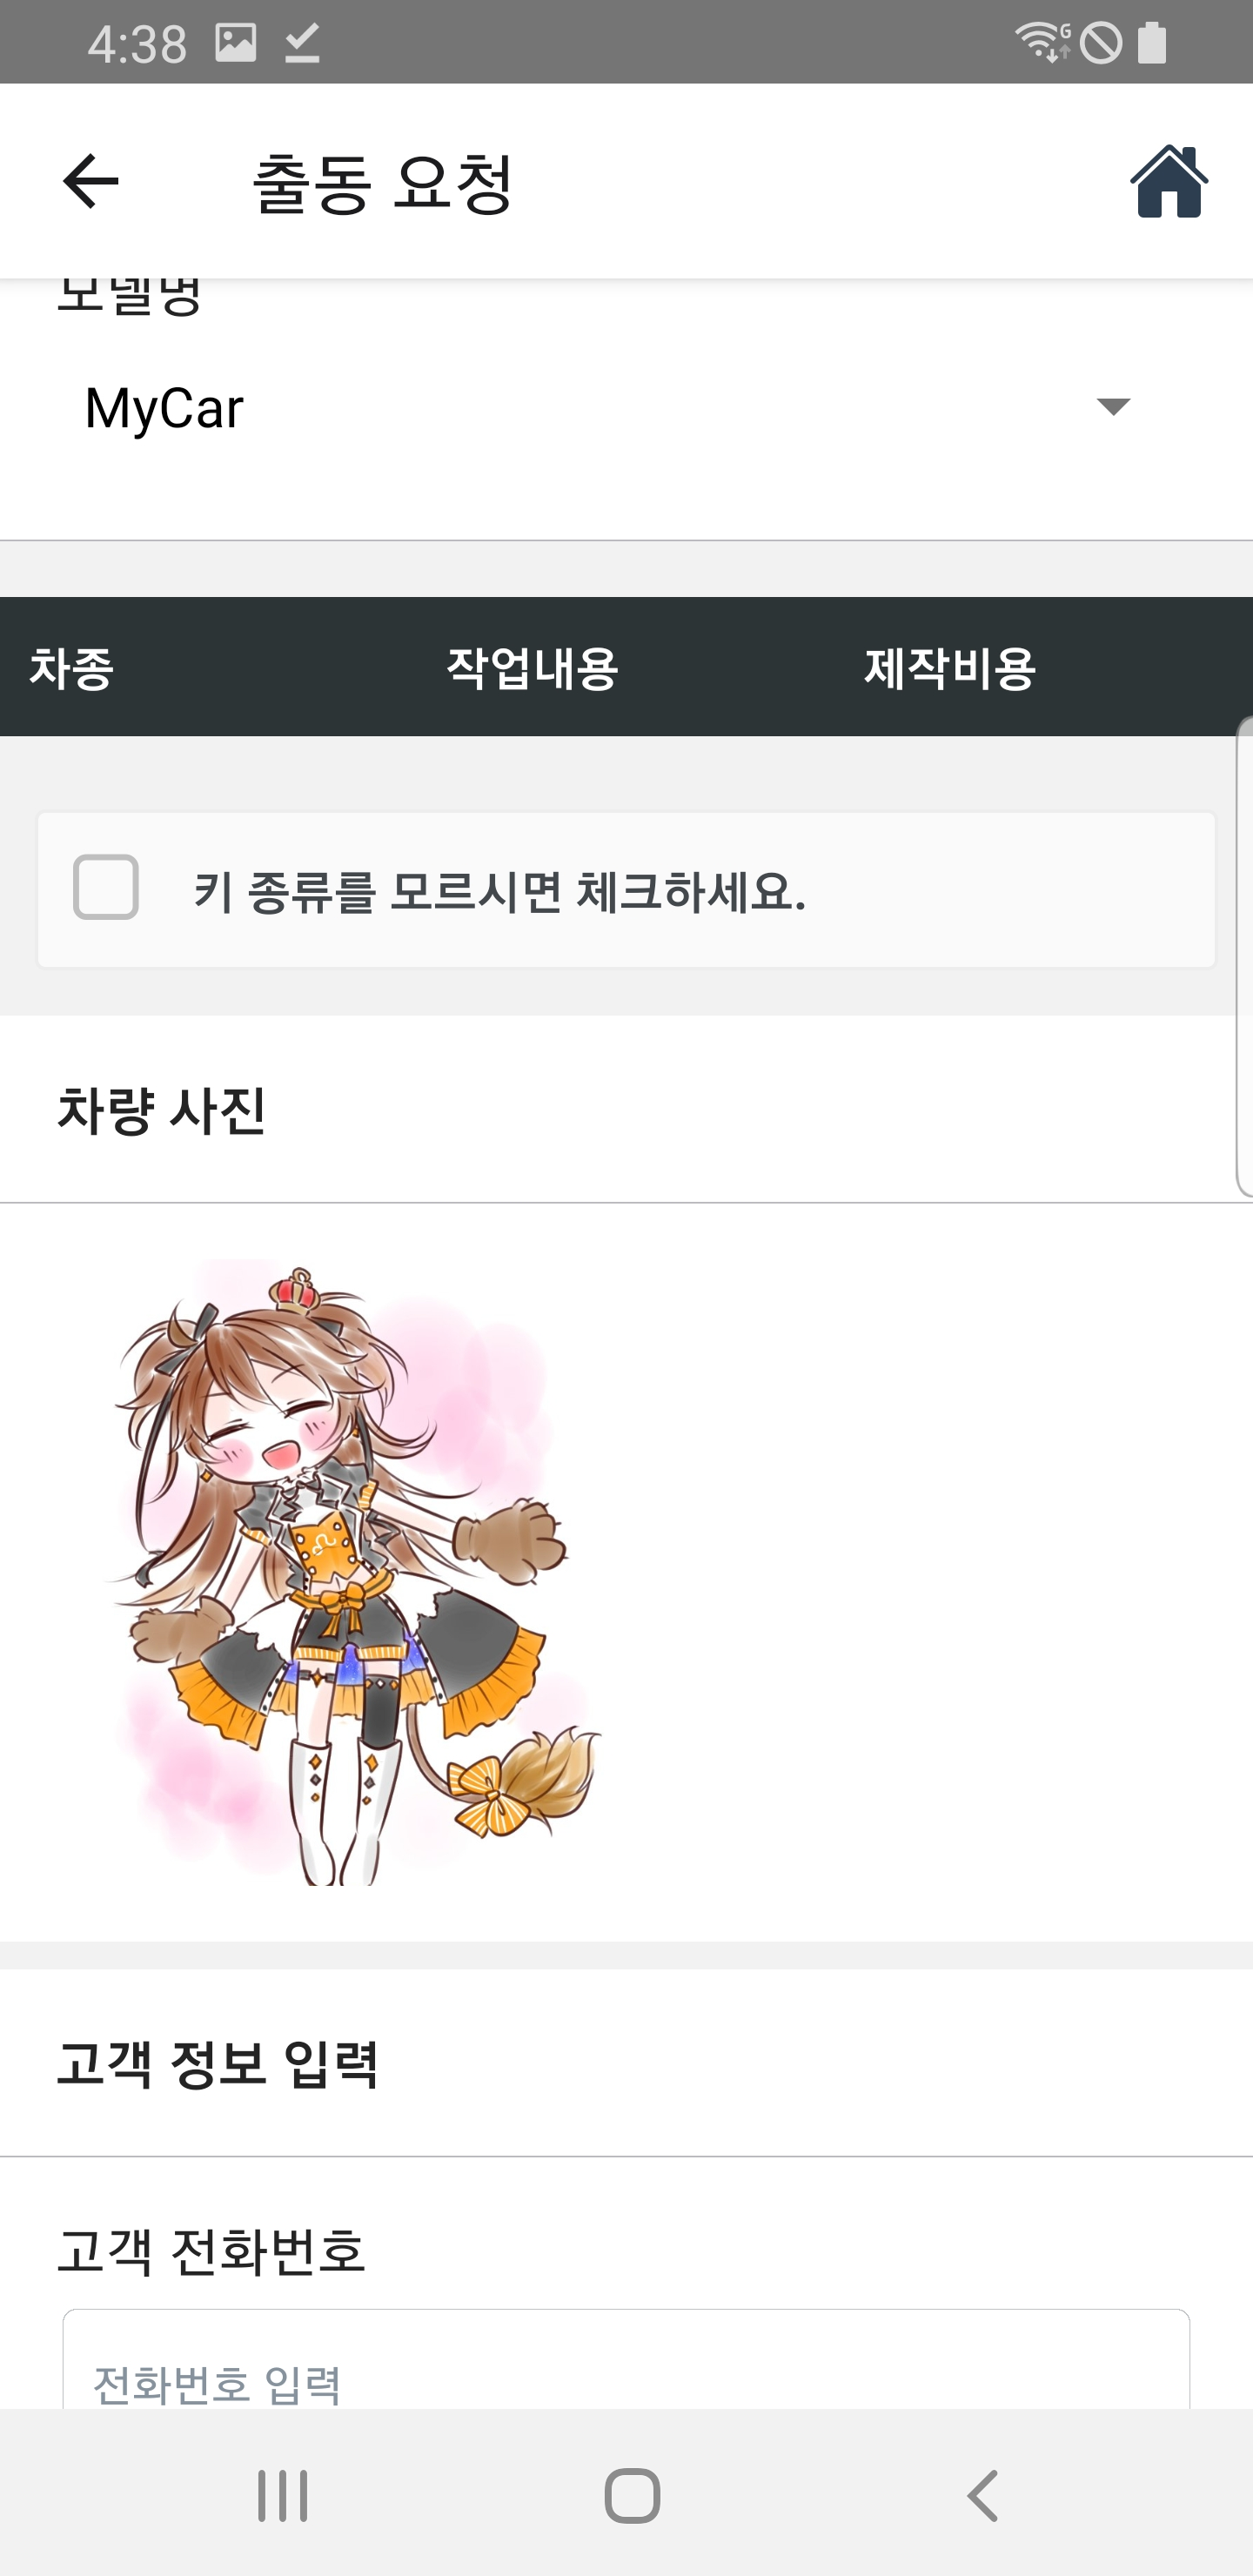 4:38
출동 요청
모델명
MyCar
차종 작업내용 제작비용
키 종류를 모르시면 체크하세요.
차량 사진
고객 정보 입력
고객 전화번호
전화번호 입력